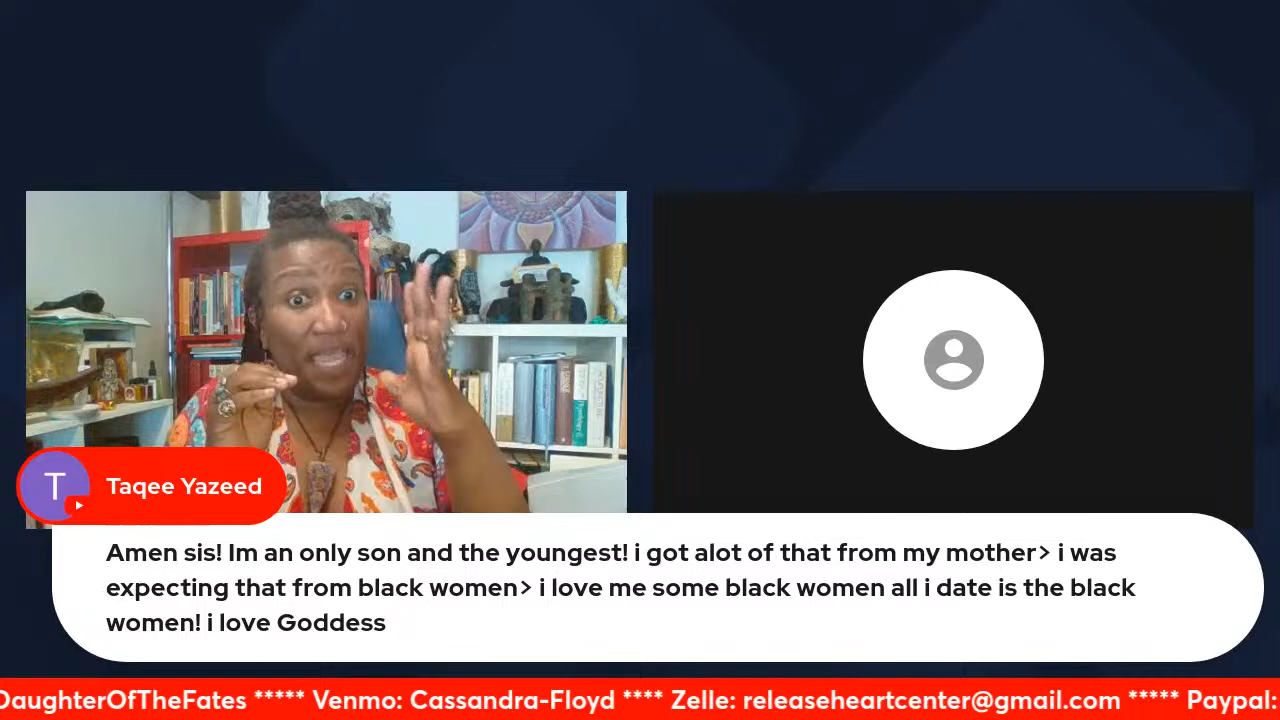 T
Taqee Yazeed
Amen sis! Im an only son and the youngest! i got alot of that from my mother> i was
expecting that from black women> i love me some black women all i date is the black
women! i love Goddess
DaughterOfTheFates ***** Venmo: Cassandra-Floyd **** Zelle: releaseheartcenter@gmail.com ***** Paypal: